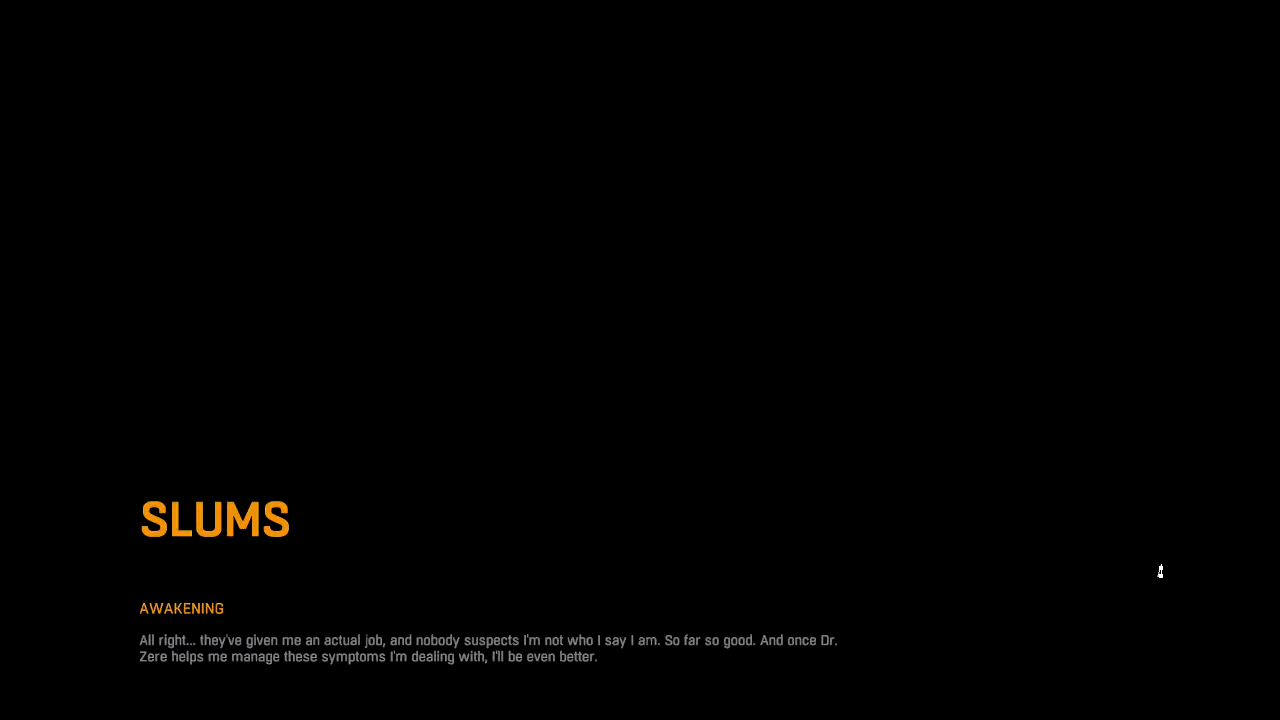 SLUMS
AWAKENING
All right... they've given me an actual job, and nobody suspects I'm not who I say I am. So far so good. And once Dr.
Zere helps me manage these symptoms I'm dealing with, I'll be even better.